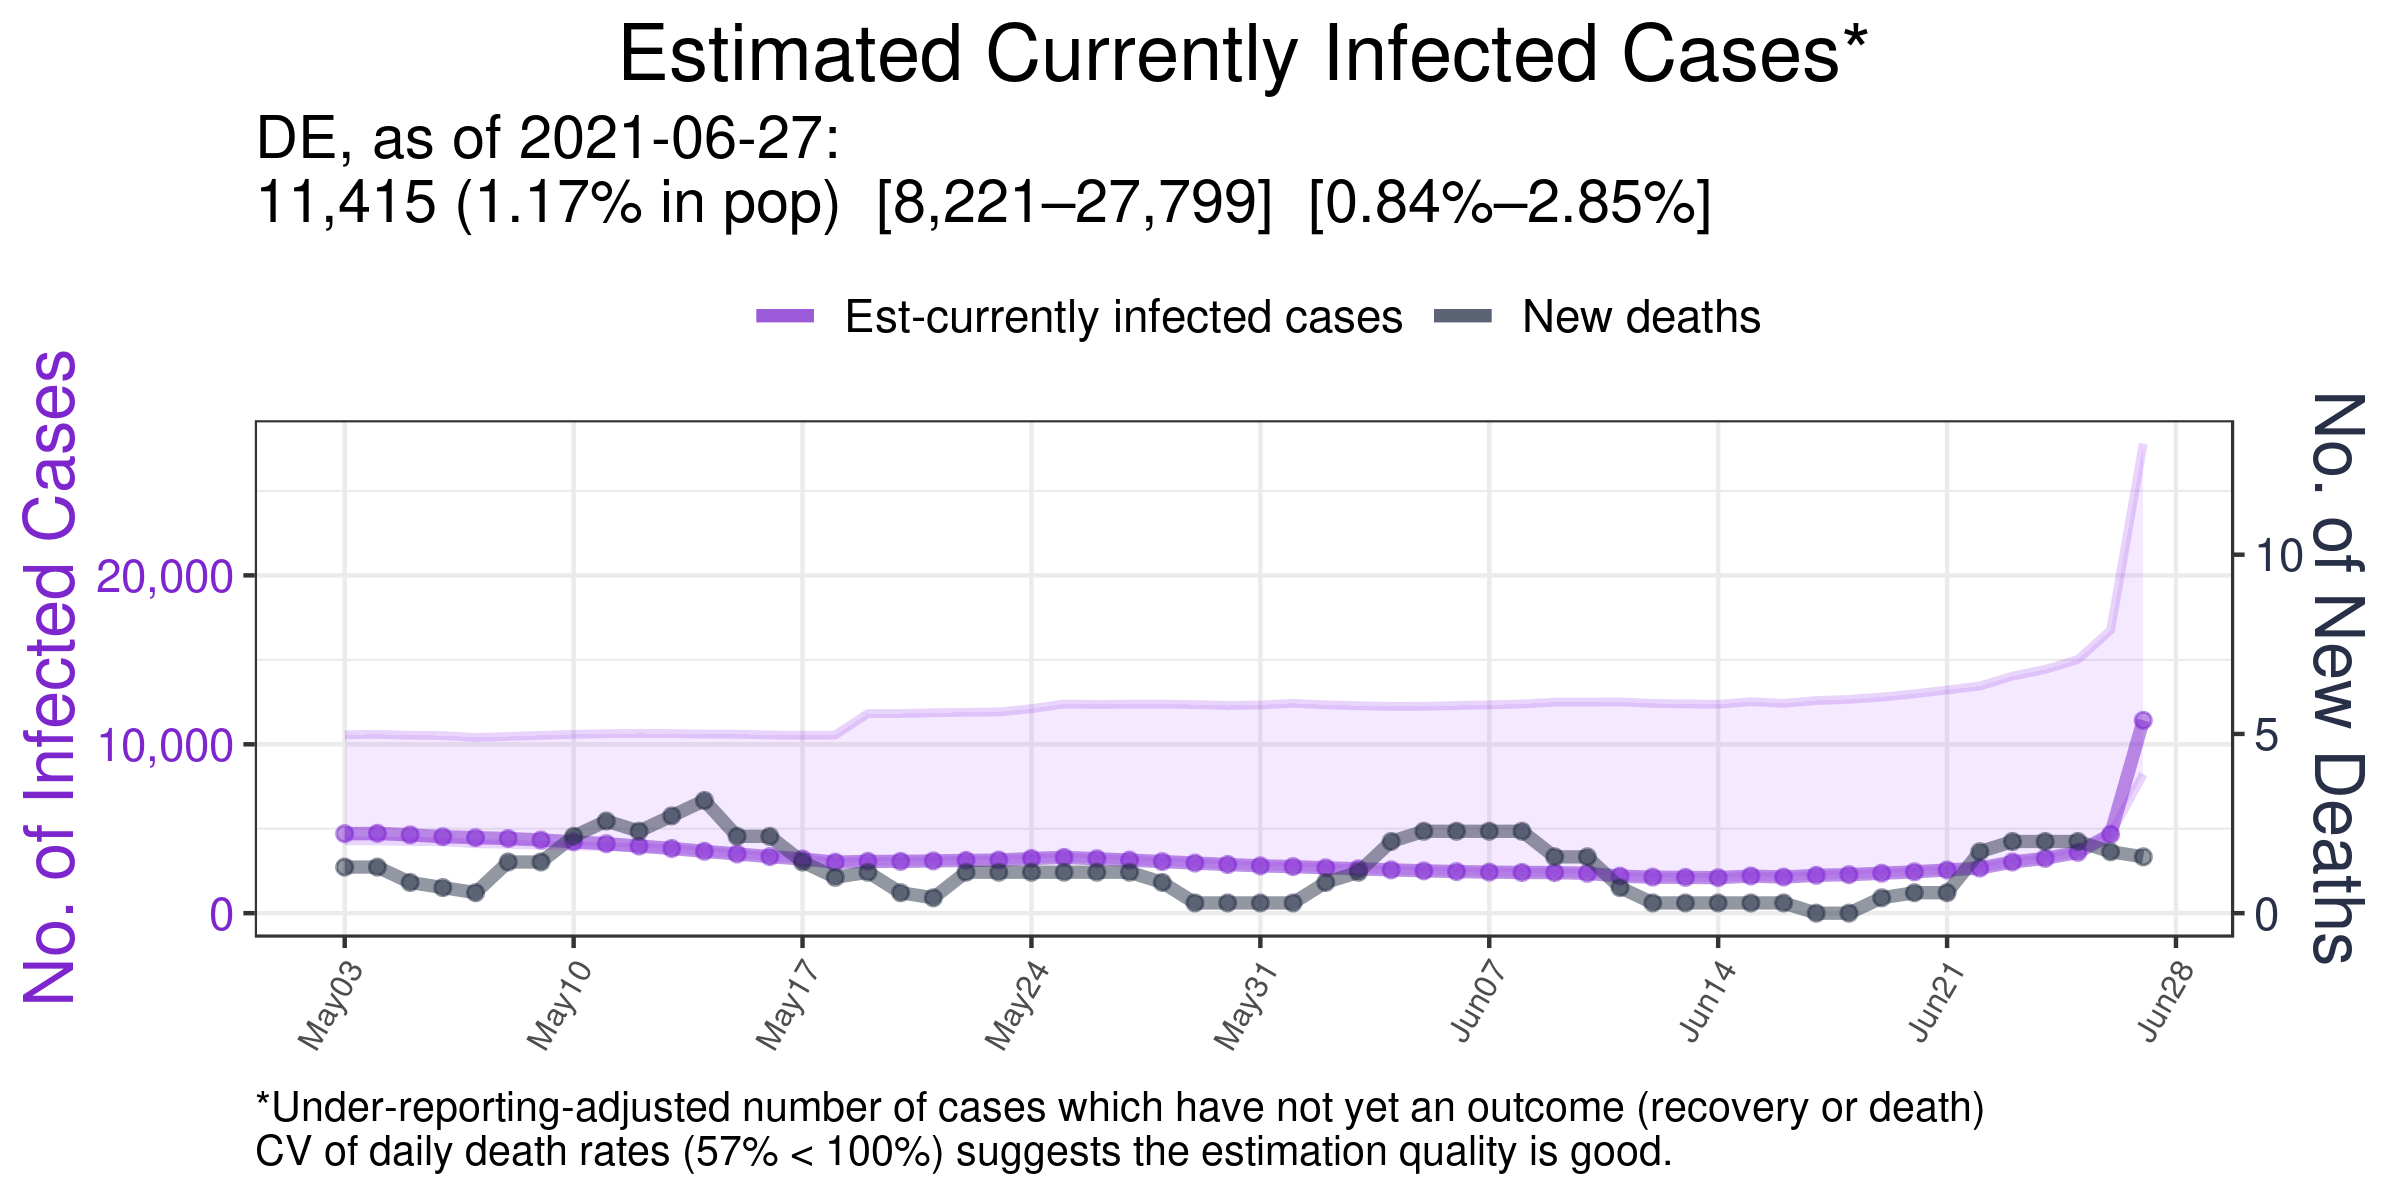 Estimated Currently Infected Cases*
DE, as of 2021-06-27:
11,415 (1.17% in pop)  [8,221–27,799]  [0.84%–2.85%]
Est-currently infected cases
New deaths
No. of Infected Cases
20,000
10,000
0
10
5
0
No. of New Deaths
May03
May10
May17
May24
May31
Jun07
Jun14
Jun21
Jun28
*Under-reporting-adjusted number of cases which have not yet an outcome (recovery or death)
CV of daily death rates (57% < 100%) suggests the estimation quality is good.